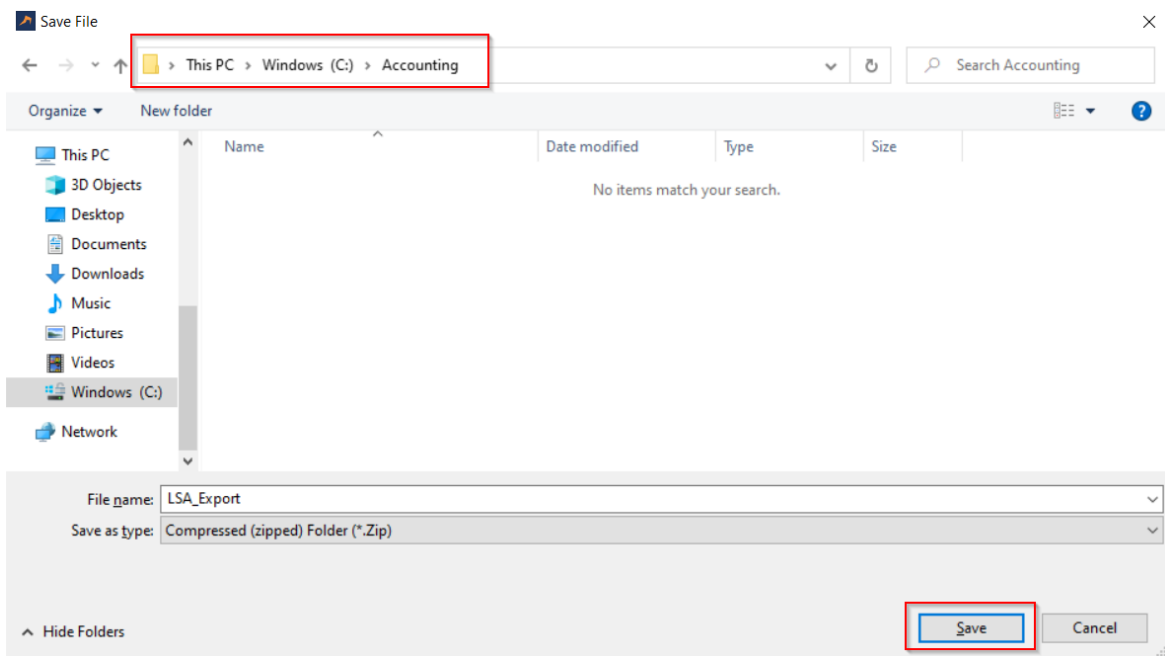 Save File
This PC > Windows (C:) > Accounting
Search Accounting
Organize
New folder
?
Name
Date modified
Type
Size
No items match your search.
This PC
3D Objects
Desktop
Documents
Downloads
Music
Pictures
Videos
Windows (C:)
Network
File name: LSA_Export
Save as type: Compressed (zipped) Folder (*.Zip)
Hide Folders
Save
Cancel